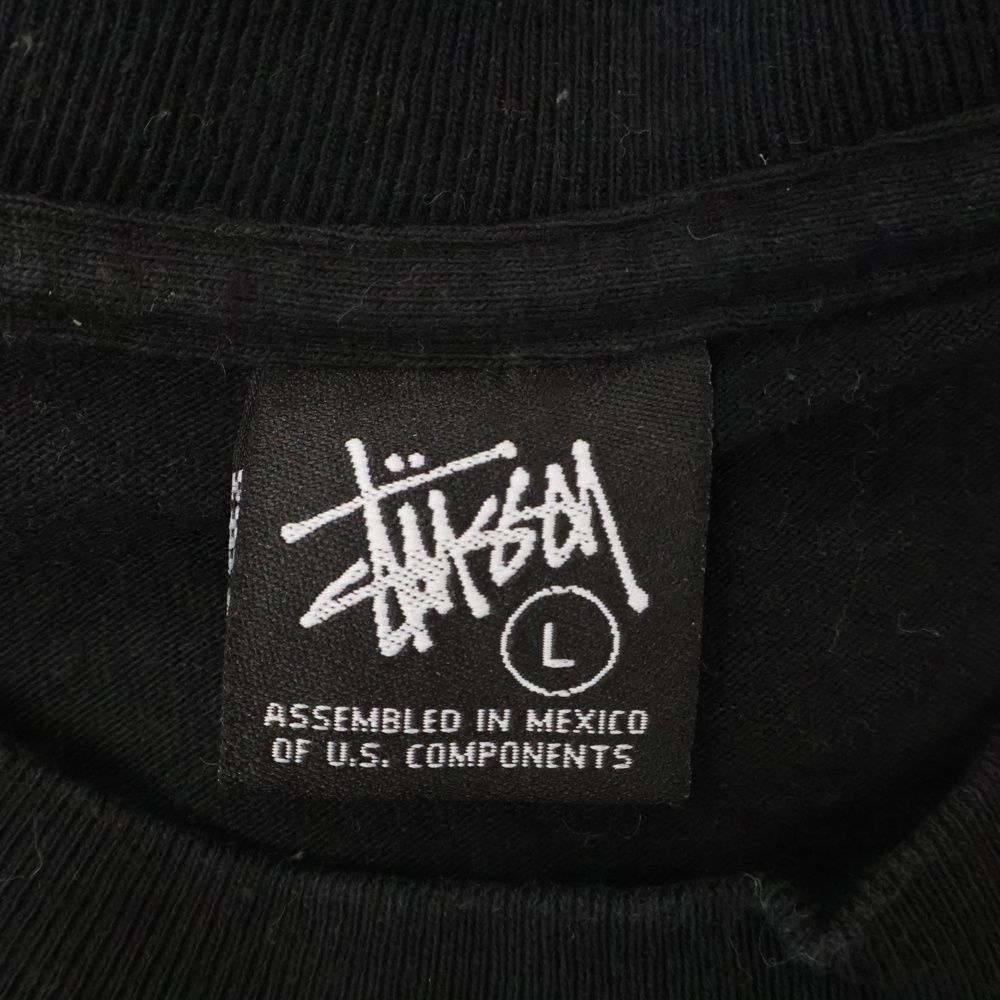 Stüssy
L
ASSEMBLED IN MEXICO
OF U.S. COMPONENTS